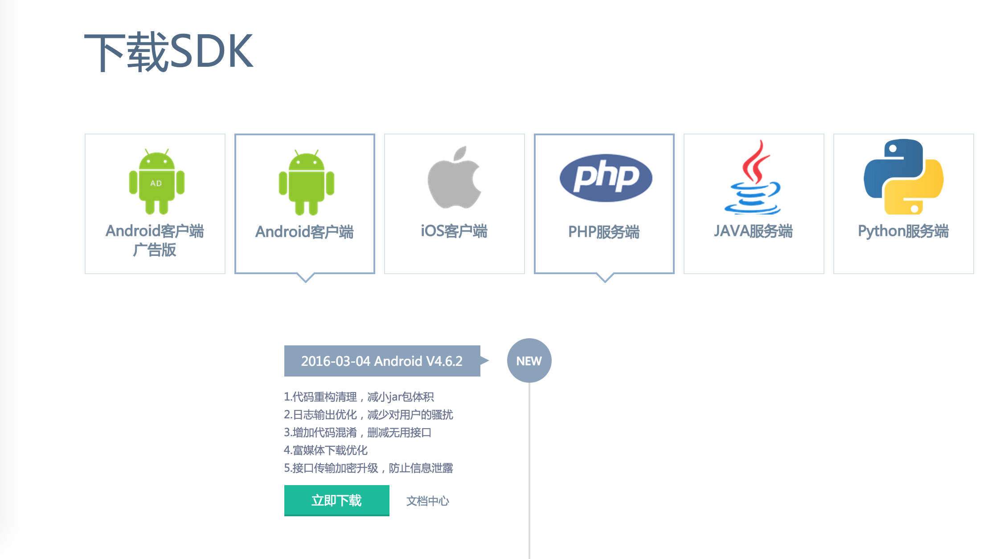 下载SDK
AD
Android客户端
广告版
Android客户端
iOS客户端
php
PHP服务端
JAVA服务端
Python服务端
2016-03-04 Android V4.6.2
NEW
1.代码重构清理，减小jar包体积
2.日志输出优化，减少对用户的骚扰
3.增加代码混淆，删减无用接口
4.富媒体下载优化
5.接口传输加密升级，防止信息泄露
立即下载
文档中心